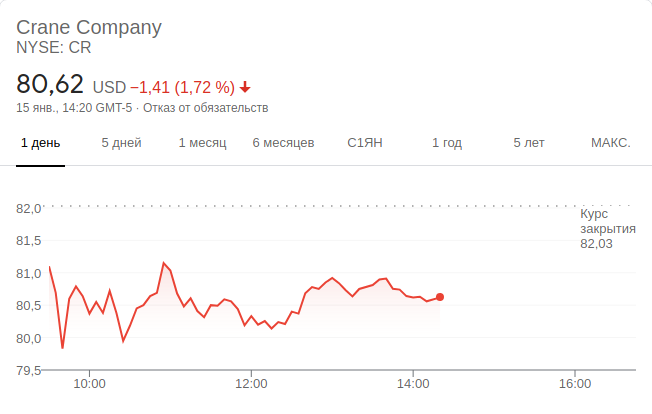 Crane Company
NYSE: CR
80,62 USD −1,41 (1,72 %)
15 янв., 14:20 GMT-5 · Отказ от обязательств
1 день 5 дней 1 месяц 6 месяцев С1ЯН 1 год 5 лет МАКС.
82,0
Курс
закрытия
82,03
81,5
81,0
80,5
80,0
79,5
10:00 12:00 14:00 16:00